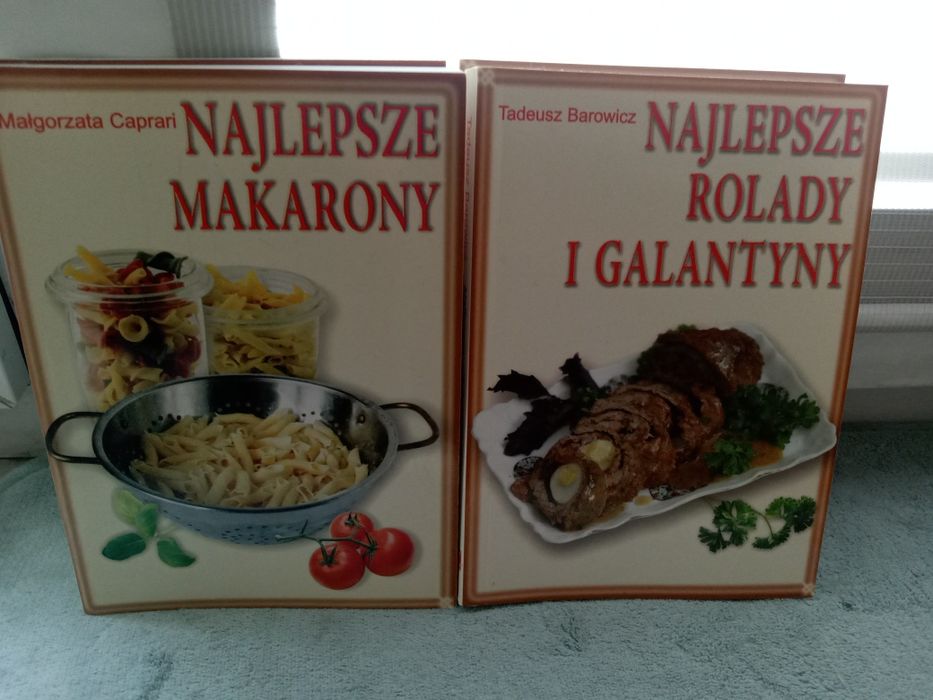 Małgorzata Caprari
NAJLEPSZE
MAKARONY
Tadeusz Barowicz
NAJLEPSZE
ROLADY
I GALANTYNY